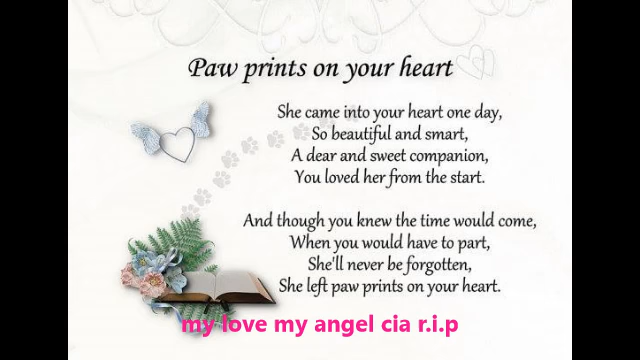 Paw prints on your heart
She came into your heart one day,
So beautiful and smart,
A dear and sweet companion,
You loved her from the start.
And though you knew the time would come,
When you would have to part,
She'll never be forgotten,
She left paw prints on your heart.
my love my angel cia r.i.p